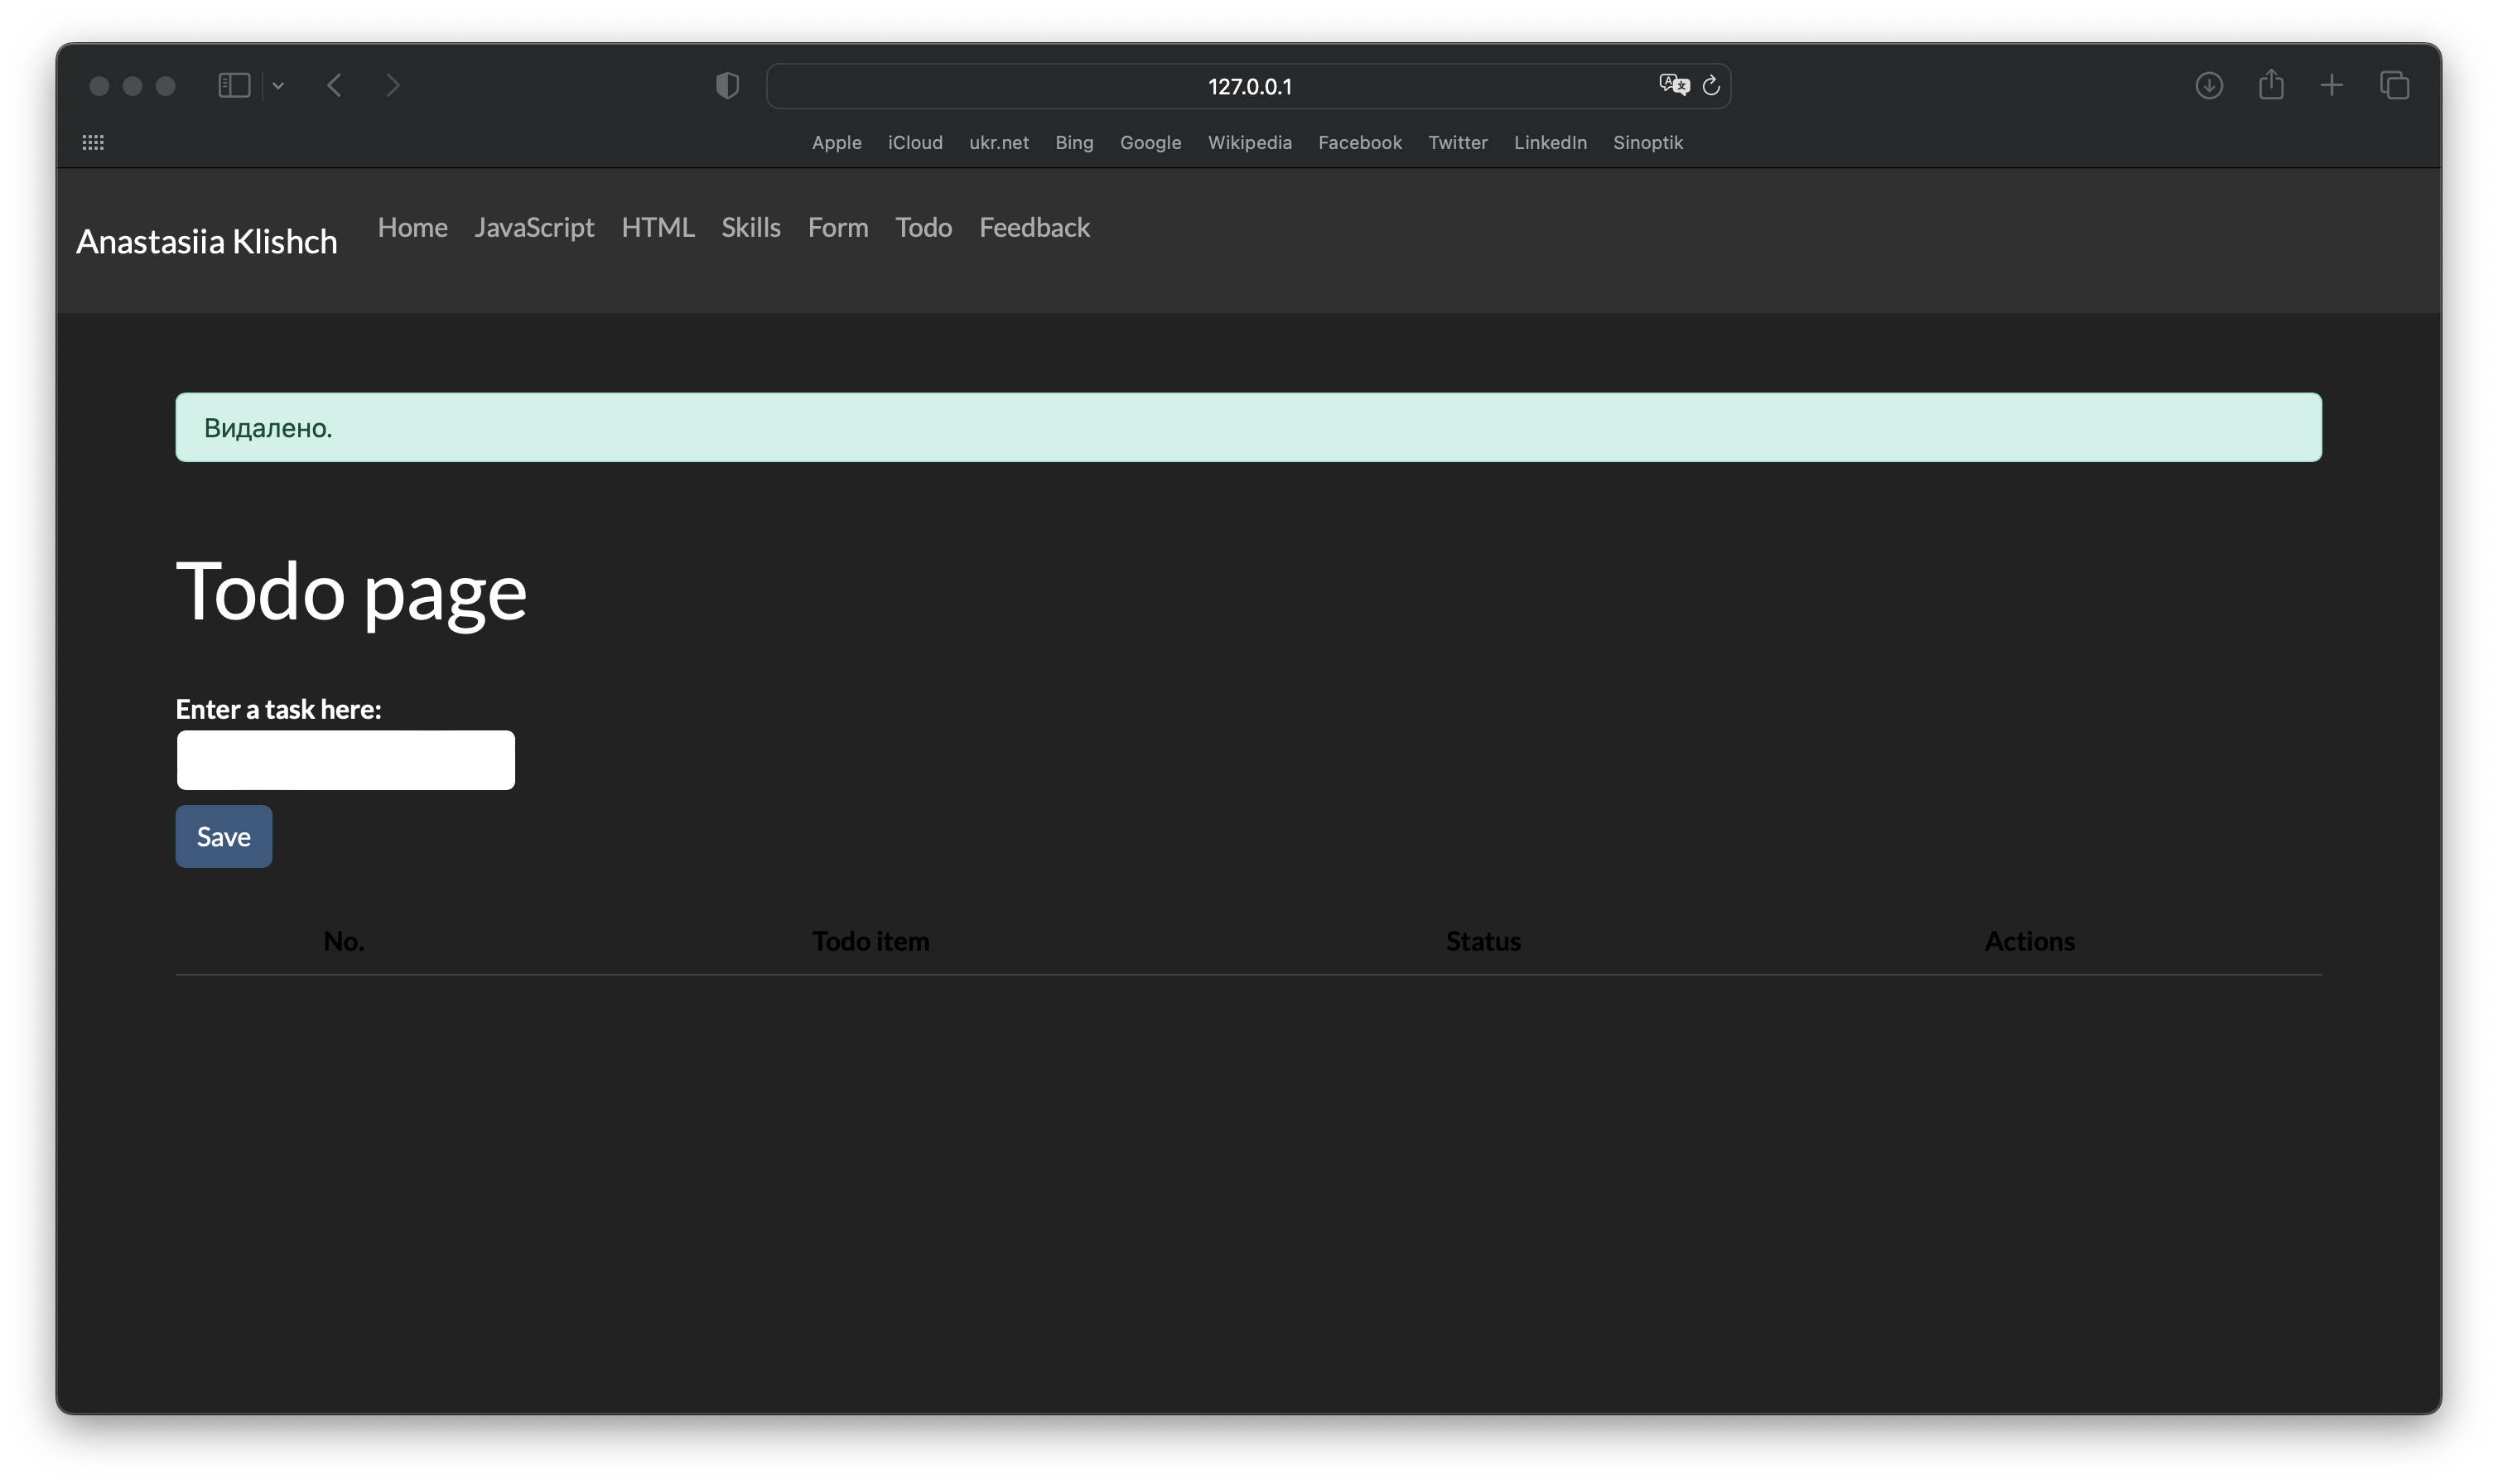 127.0.0.1
Apple iCloud ukr.net Bing Google Wikipedia Facebook Twitter LinkedIn Sinoptik
Anastasiia Klishch Home JavaScript HTML Skills Form Todo Feedback
Видалено.
Todo page
Enter a task here:
Save
No. Todo item Status Actions